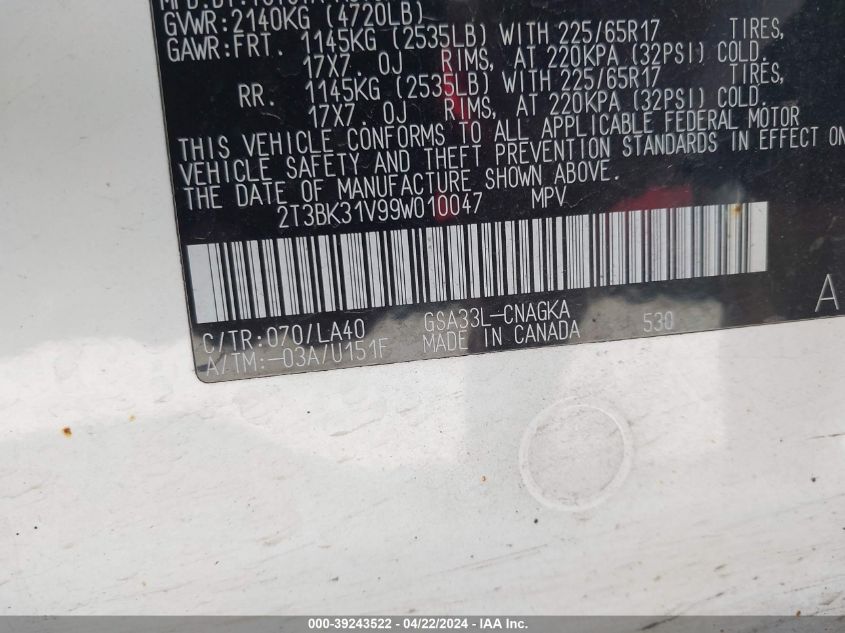 GVWR:2140KG (4720LB)
GAWR:FRT. 1145KG (2535LB) WITH 225/65R17 TIRES,
17X7. 0J RIMS, AT 220KPA (32PSI) COLD.
RR. 1145KG (2535LB) WITH 225/65R17 TIRES,
17X7 0J RIMS, AT 220KPA (32PSI) COLD.
THIS VEHICLE CONFORMS TO ALL APPLICABLE FEDERAL MOTOR
VEHICLE SAFETY AND THEFT PREVENTION STANDARDS IN EFFECT ON
THE DATE OF MANUFACTURE SHOWN ABOVE.
2T3BK31V99W010047 MPV
C/TR:070/LA40 GSA33L-CNAGKA 530 A
A/TM:-03A/U151F MADE IN CANADA
000-39243522 - 04/22/2024 - IAA Inc.